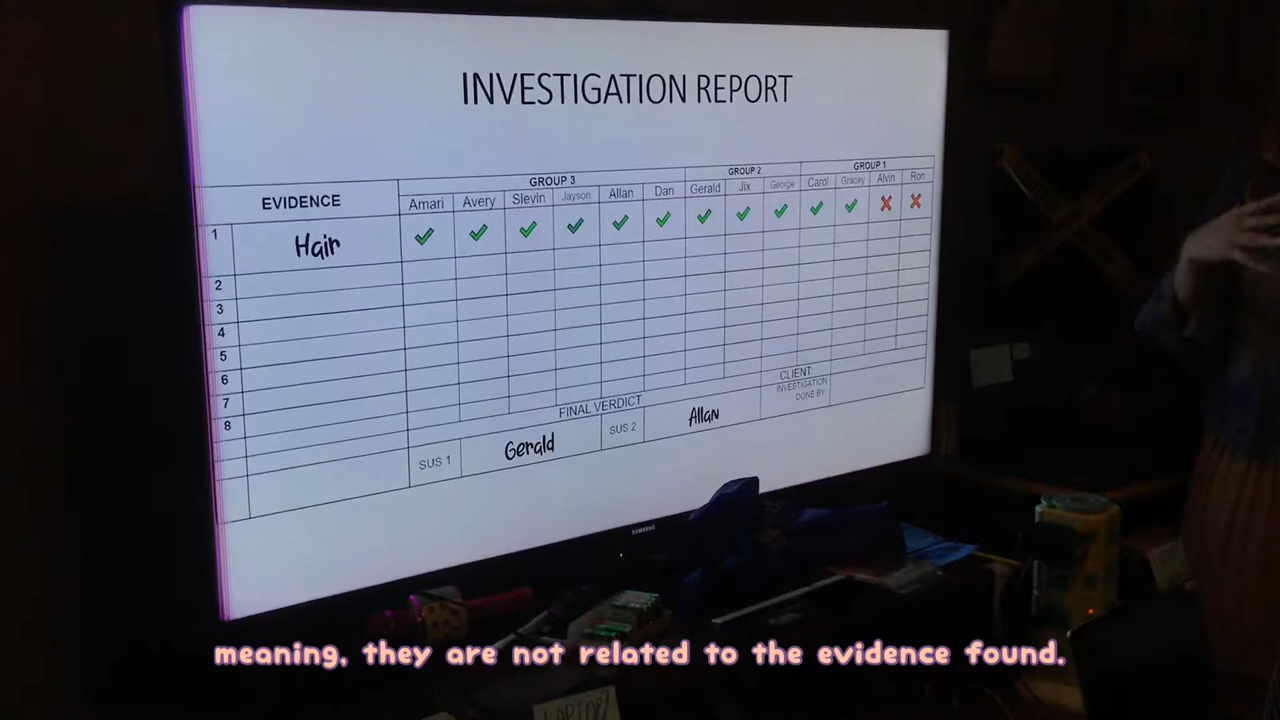 INVESTIGATION REPORT
EVIDENCE
GROUP 3
GROUP 2
GROUP 1
Amari Avery Slevin Jayson Allan Dan Gerald Jix George Carol Gracey Alvin Ron
1 Hair ✓ ✓ ✓ ✓ ✓ ✓ ✓ ✓ ✓ ✓ ✓ ✗ ✗
2
3
4
5
6
7
8
FINAL VERDICT
CLIENT:
INVESTIGATION DONE BY:
SUS 1 Gerald SUS 2 Allan
SAMSUNG
meaning, they are not related to the evidence found.
LAPTOP